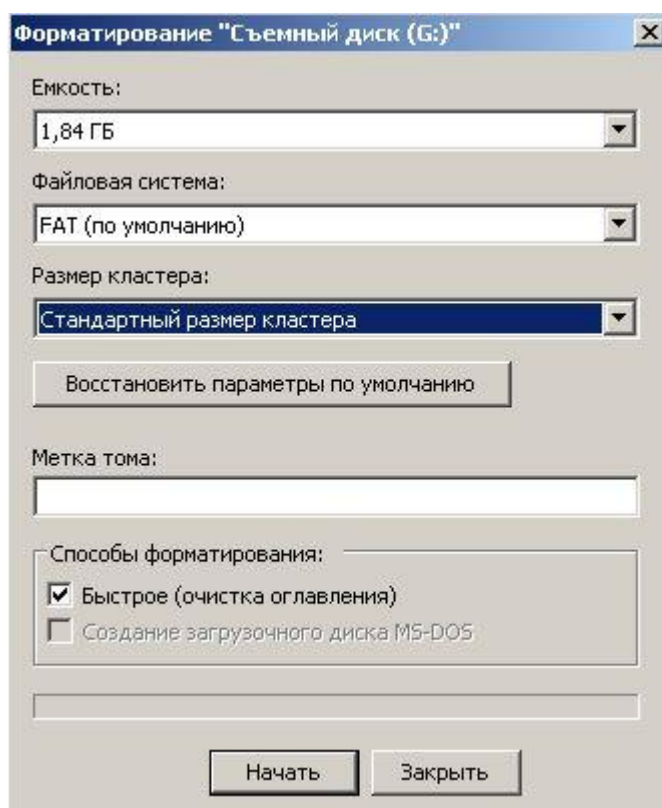 Форматирование "Съемный диск (G:)"
Емкость:
1,84 ГБ
Файловая система:
FAT (по умолчанию)
Размер кластера:
Стандартный размер кластера
Восстановить параметры по умолчанию
Метка тома:
Способы форматирования:
Быстрое (очистка оглавления)
Создание загрузочного диска MS-DOS
Начать
Закрыть